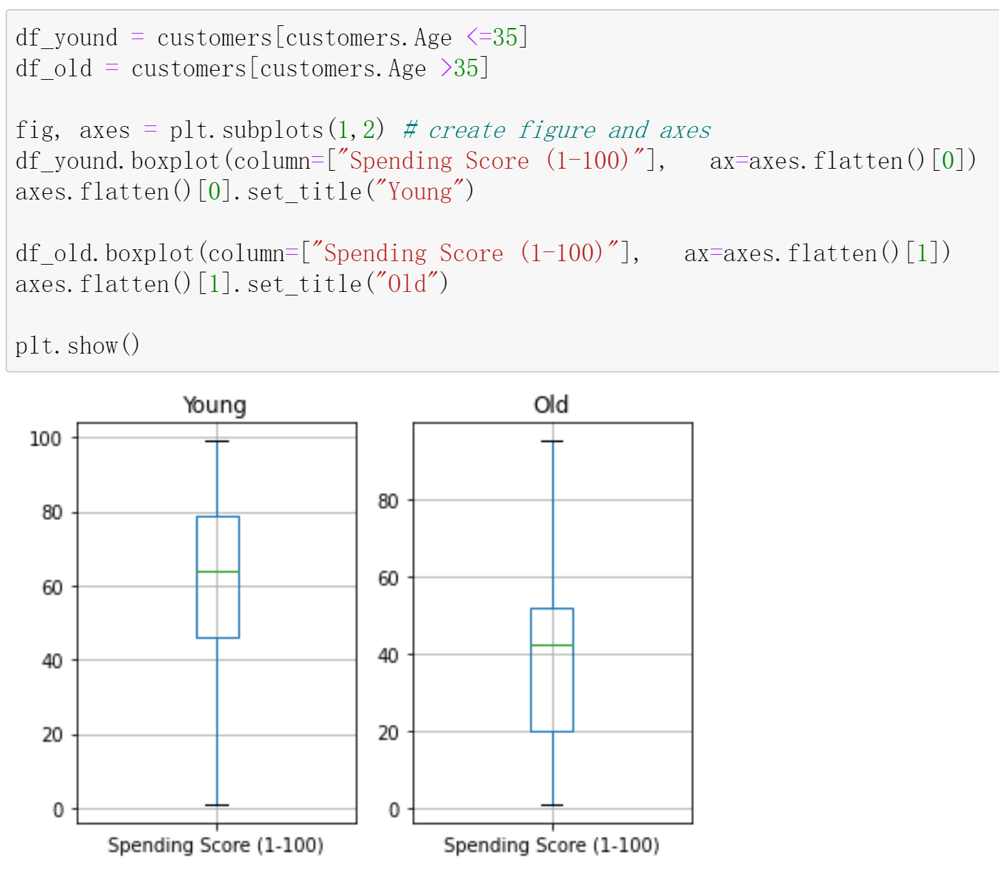 df_yound = customers[customers.Age <=35]
df_old = customers[customers.Age >35]
fig, axes = plt.subplots(1,2) # create figure and axes
df_yound.boxplot(column=["Spending Score (1-100)"],   ax=axes.flatten()[0])
axes.flatten()[0].set_title("Young")
df_old.boxplot(column=["Spending Score (1-100)"],   ax=axes.flatten()[1])
axes.flatten()[1].set_title("Old")
plt.show()
Young
100
80
60
40
20
0
Spending Score (1-100)
Old
80
60
40
20
0
Spending Score (1-100)